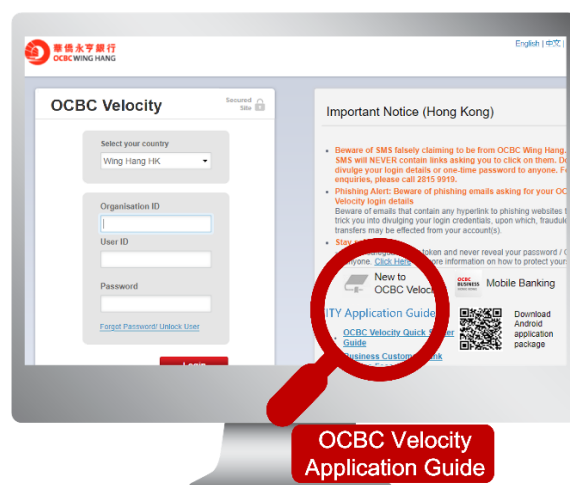 華僑永亨銀行
OCBC WING HANG
English | 中文 |
OCBC Velocity
Secured
Site
Select your country
Wing Hang HK
Organisation ID
User ID
Password
Forgot Password/ Unlock User
Login
Important Notice (Hong Kong)
Beware of SMS falsely claiming to be from OCBC Wing Hang.
SMS will NEVER contain links asking you to click on them. Do
divulge your login details or one-time password to anyone. Fo
enquiries, please call 2815 9919.
Phishing Alert: Beware of phishing emails asking for your OC
Velocity login details
Beware of emails that contain any hyperlink to phishing websites t
trick you into divulging your login credentials, upon which, fraudule
transfers may be effected from your account(s).
Stay
token and never reveal your password / O
anyone. Click Here more information on how to protect your
New to
OCBC Veloc
OCBC
BUSINESS
Mobile Banking
ITY Application Guide
OCBC Velocity Quick S er
Guide
Business Custom nk
Download
Android
application
package
OCBC Velocity
Application Guide